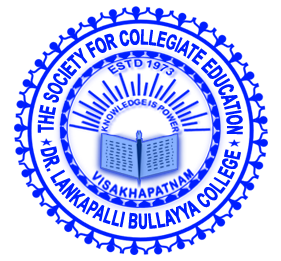 THE SOCIETY FOR COLLEGIATE EDUCATION
★ DR. LANKAPALLI BULLAYYA COLLEGE ★
ESTD 1973
KNOWLEDGE IS POWER
VISAKHAPATNAM